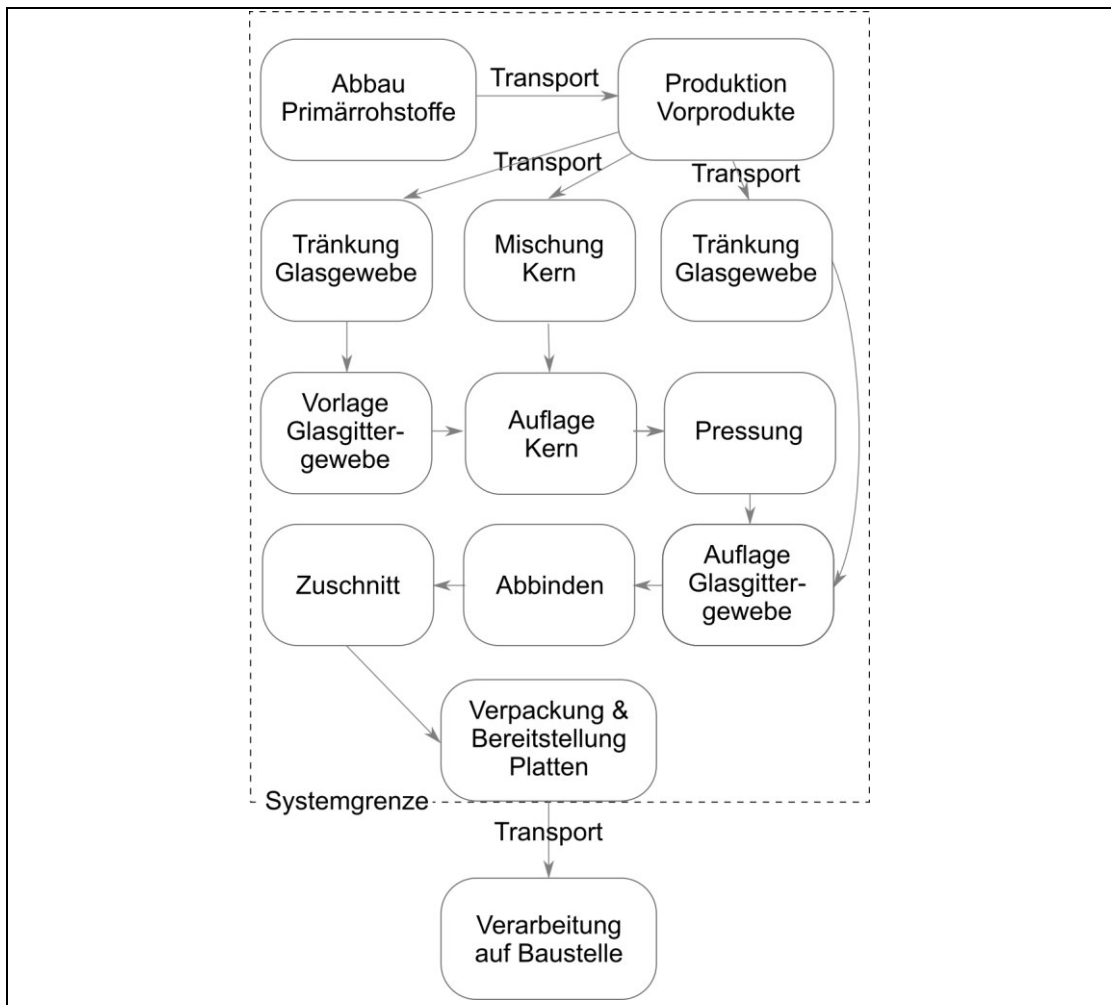 Abbau
Primärrohstoffe
Transport
Produktion
Vorprodukte
Transport
Transport
Tränkung
Glasgewebe
Mischung
Kern
Tränkung
Glasgewebe
Vorlage
Glasgitter-
gewebe
Auflage
Kern
Pressung
Zuschnitt
Abbinden
Auflage
Glasgitter-
gewebe
Verpackung &
Bereitstellung
Platten
Systemgrenze
Transport
Verarbeitung
auf Baustelle